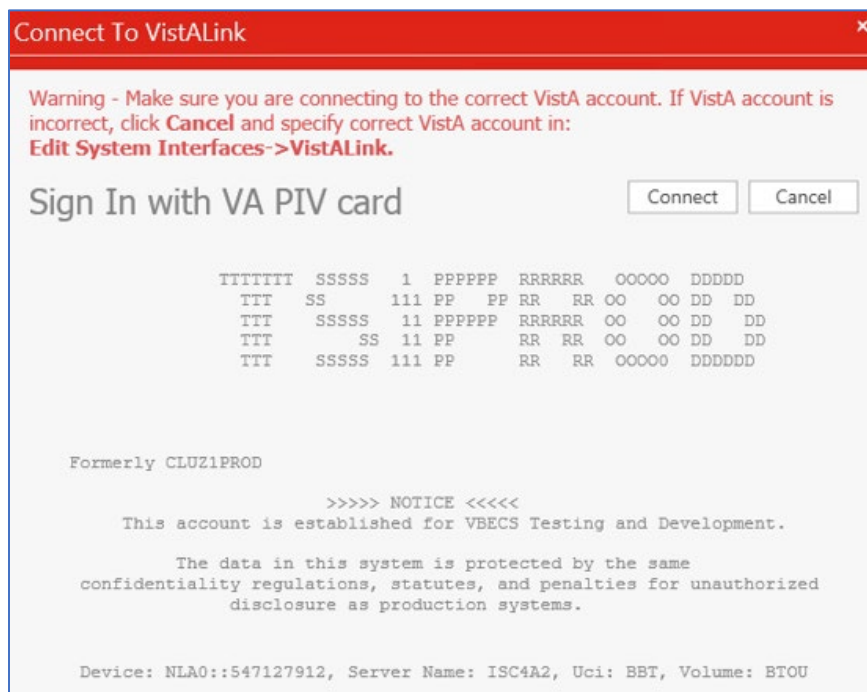 Connect To VistALink
Warning - Make sure you are connecting to the correct VistA account. If VistA account is
incorrect, click Cancel and specify correct VistA account in:
Edit System Interfaces->VistALink.
Sign In with VA PIV card
Connect
Cancel
TTTTTTT  SSSSS   1  PPPPPP  RRRRRR   OOOOO  DDDDD
TTT   SS       111 PP   PP RR   RR OO   OO DD  DD
TTT    SSSSS   11 PPPPPP  RRRRRR  OO   OO DD   DD
TTT        SS  11 PP      RR  RR  OO   OO DD   DD
TTT    SSSSS  111 PP      RR   RR  OOOO0  DDDDDD
Formerly CLUZ1PROD
>>>>> NOTICE <<<<<
This account is established for VBECS Testing and Development.
The data in this system is protected by the same
confidentiality regulations, statutes, and penalties for unauthorized
disclosure as production systems.
Device: NLA0::547127912, Server Name: ISC4A2, Uci: BBT, Volume: BTOU